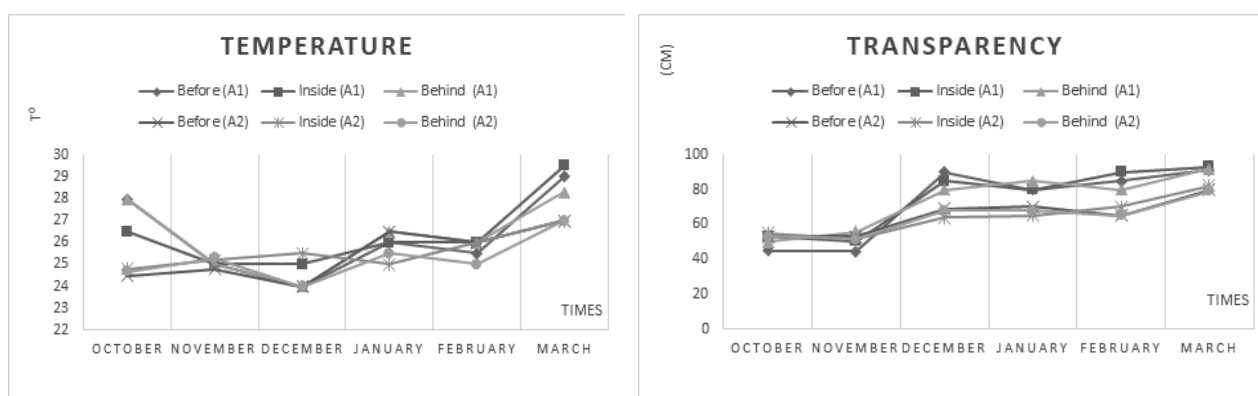 TEMPERATURE
Before (A1) Inside (A1) Behind (A1)
Before (A2) Inside (A2) Behind (A2)
T⁰
30
29
28
27
26
25
24
23
22
TIMES
OCTOBER NOVEMBER DECEMBER JANUARY FEBRUARY MARCH
TRANSPARENCY
(CM)
Before (A1) Inside (A1) Behind (A1)
Before (A2) Inside (A2) Behind (A2)
100
80
60
40
20
0
TIMES
OCTOBER NOVEMBER DECEMBER JANUARY FEBRUARY MARCH